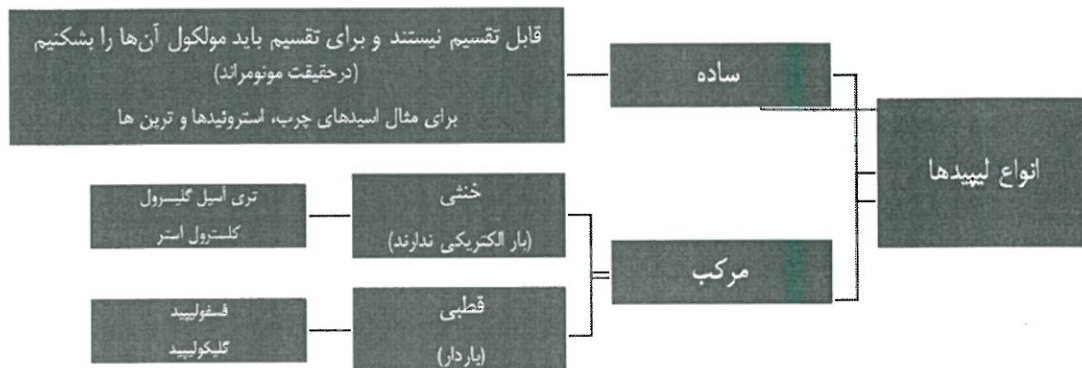 انواع لیپیدها
ساده
قابل تقسیم نیستند و برای تقسیم باید مولکول آن‌ها را بشکنیم
(درحقیقت مونومراند)
برای مثال اسیدهای چرب، استروئیدها و ترپن ها
مرکب
خنثی
(بار الکتریکی ندارند)
تری آسیل گلیسرول
کلسترول استر
قطبی
(باردار)
فسفولیپید
گلیکولیپید